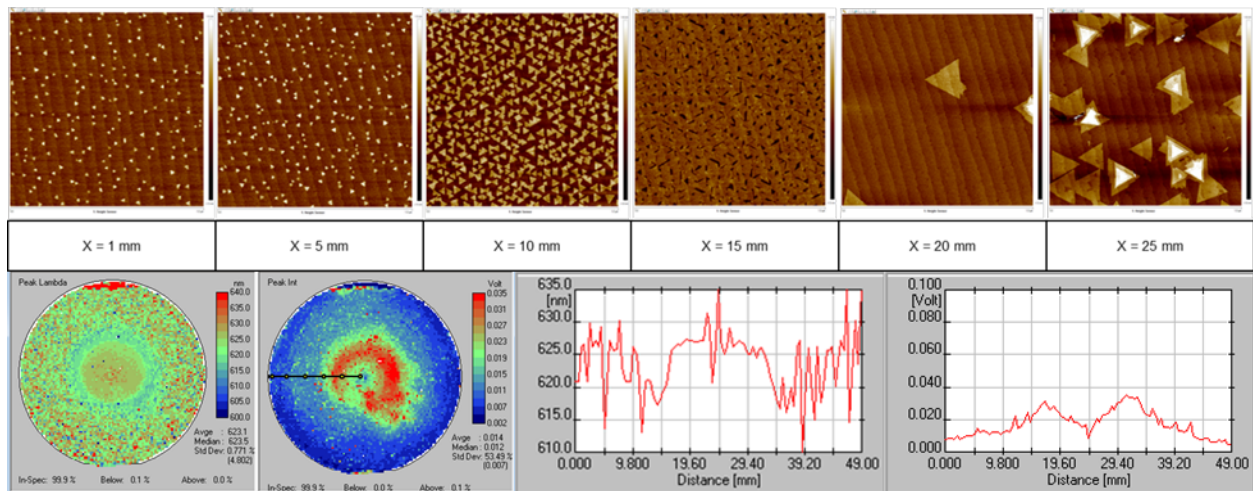 X = 1 mm
X = 5 mm
X = 10 mm
X = 15 mm
X = 20 mm
X = 25 mm
Peak Lambda
nm
640.0
635.0
630.0
625.0
620.0
615.0
610.0
605.0
600.0
Avge : 623.1
Median : 623.5
Std Dev: 0.771 %
(4.802)
In-Spec: 99.9 % Below: 0.1 % Above: 0.0 %
Peak Int
Volt
0.035
0.031
0.027
0.023
0.019
0.015
0.011
0.006
0.002
Avge : 0.014
Median : 0.012
Std Dev: 53.49 %
(0.007)
In-Spec: 99.9 % Below: 0.0 % Above: 0.1 %
635.0
[nm]
625.0
620.0
615.0
610.0
0.000 9.800 19.60 29.40 39.20 49.00
Distance [mm]
0.100
[Volt]
0.080
0.060
0.040
0.020
0.000
0.000 9.800 19.60 29.40 39.20 49.00
Distance [mm]